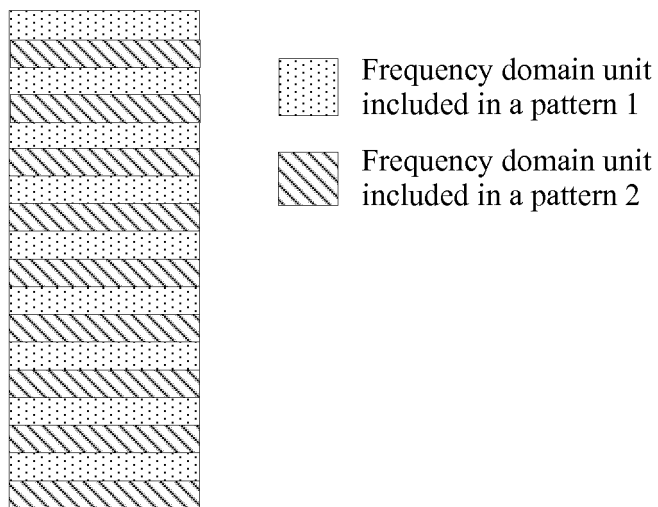 Frequency domain unit
included in a pattern 1
Frequency domain unit
included in a pattern 2